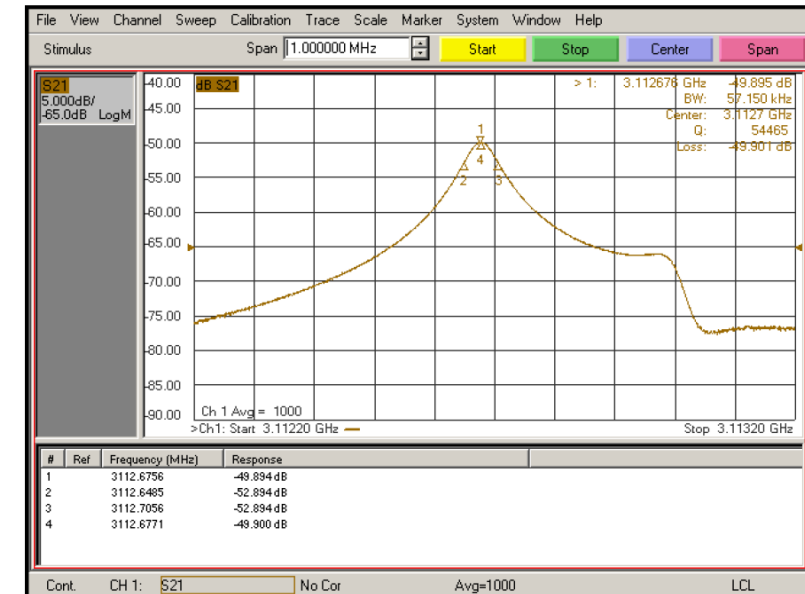 File View Channel Sweep Calibration Trace Scale Marker System Window Help
Stimulus Span 1.000000 MHz Start Stop Center Span
S21
5.000dB/
-65.0dB LogM
dB S21
> 1: 3.112676 GHz -49.895 dB
BW: 57.150 kHz
Center: 3.1127 GHz
Q: 54465
Loss: -49.901 dB
-40.00
-45.00
-50.00
-55.00
-60.00
-65.00
-70.00
-75.00
-80.00
-85.00
-90.00
1
4
2 3
Ch 1 Avg = 1000
>Ch1: Start 3.11220 GHz Stop 3.11320 GHz
# Ref Frequency (MHz) Response
1 3112.6756 -49.894 dB
2 3112.6485 -52.894 dB
3 3112.7056 -52.894 dB
4 3112.6771 -49.900 dB
Cont. CH 1: S21 No Cor Avg=1000 LCL